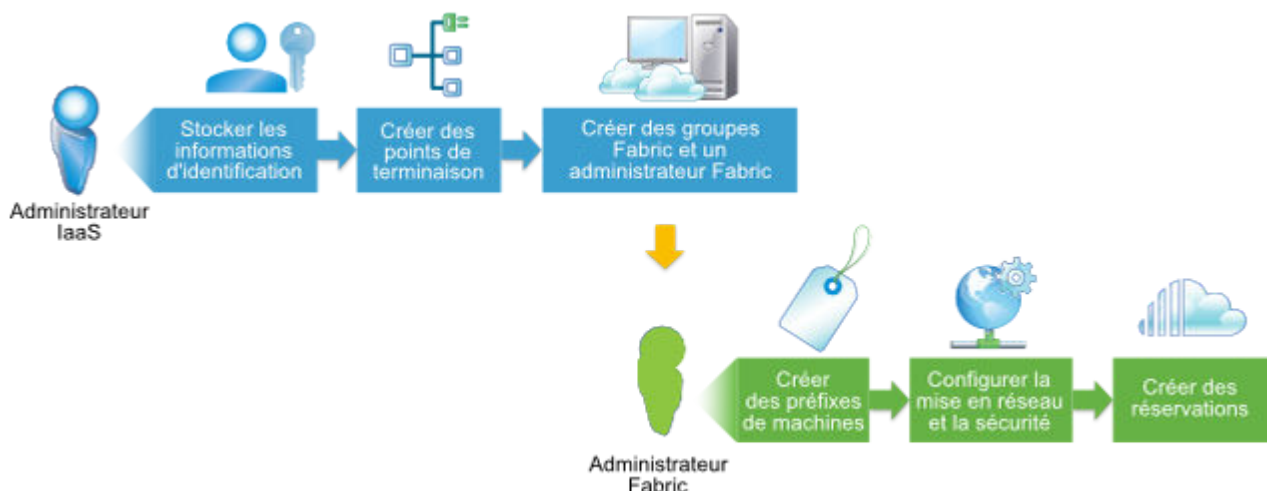 Stocker les
informations
d'identification
Créer des
points de
terminaison
Créer des groupes
Fabric et un
administrateur Fabric
Administrateur
IaaS
Créer
des préfixes
de machines
Configurer la
mise en réseau
et la sécurité
Créer des
réservations
Administrateur
Fabric